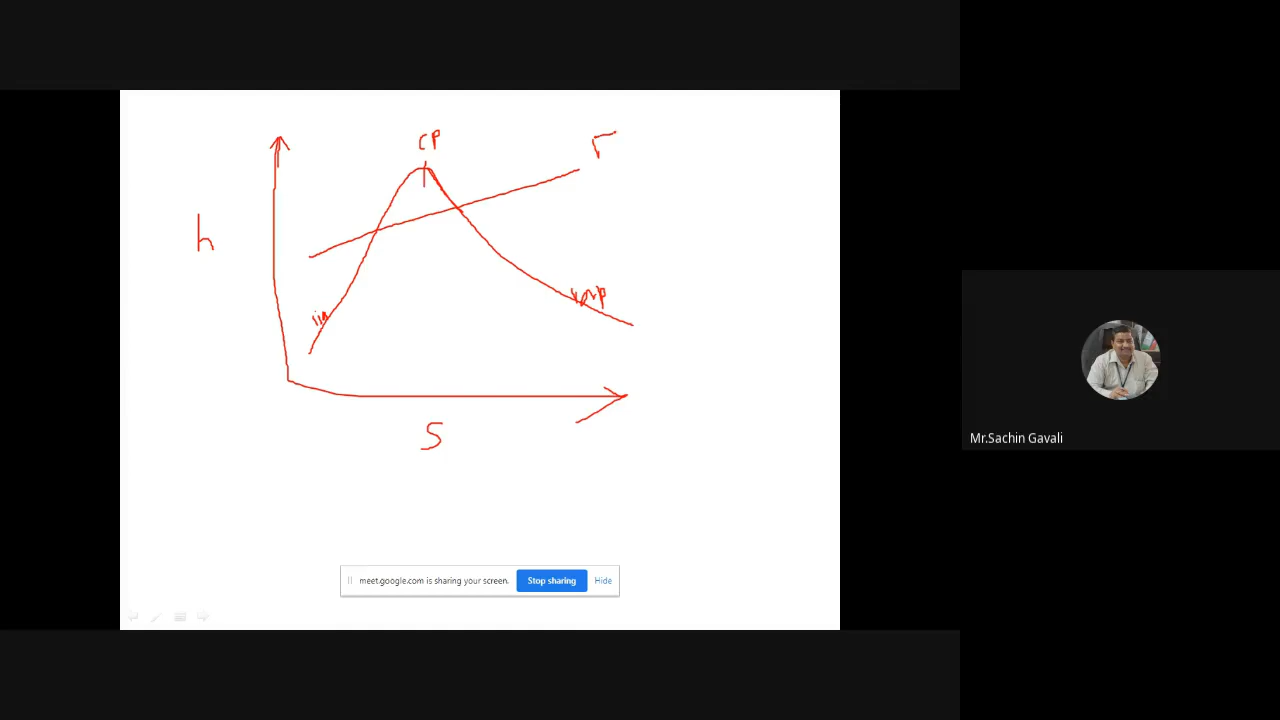 CP
h
S
meet.google.com is sharing your screen.
Stop sharing
Hide
Mr.Sachin Gavali